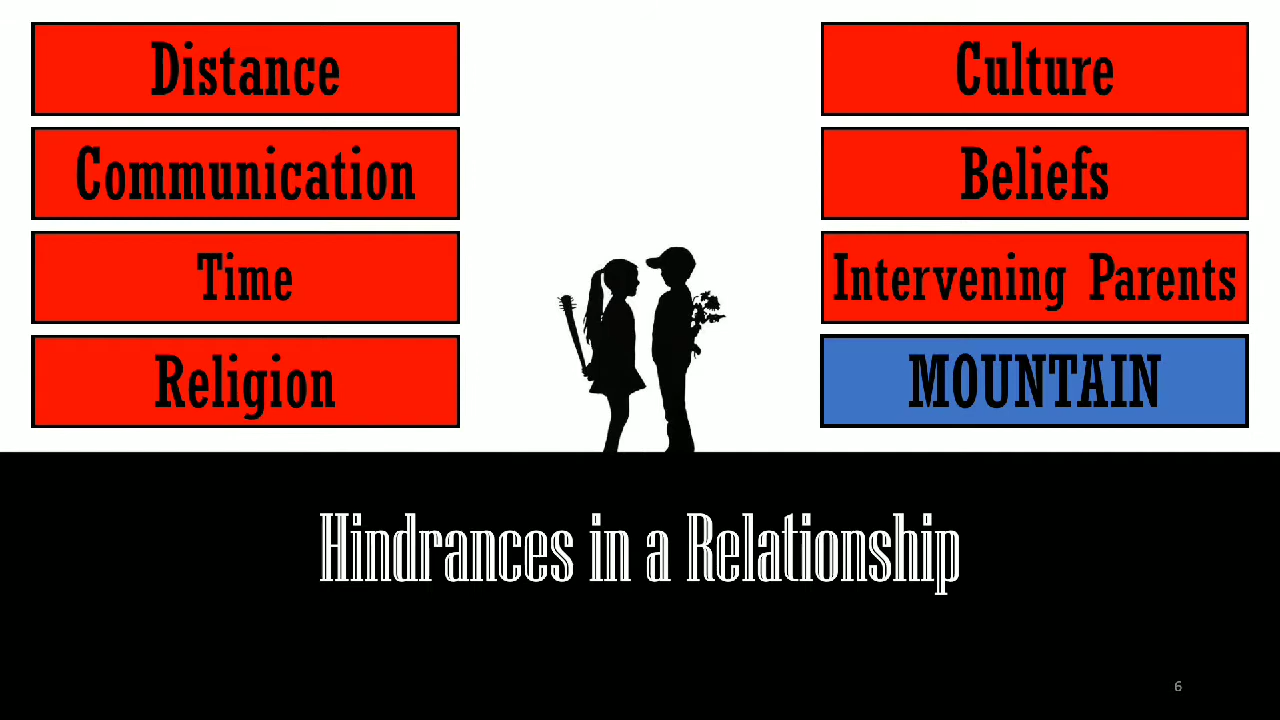 Distance
Communication
Time
Religion
Culture
Beliefs
Intervening Parents
MOUNTAIN
Hindrances in a Relationship
6